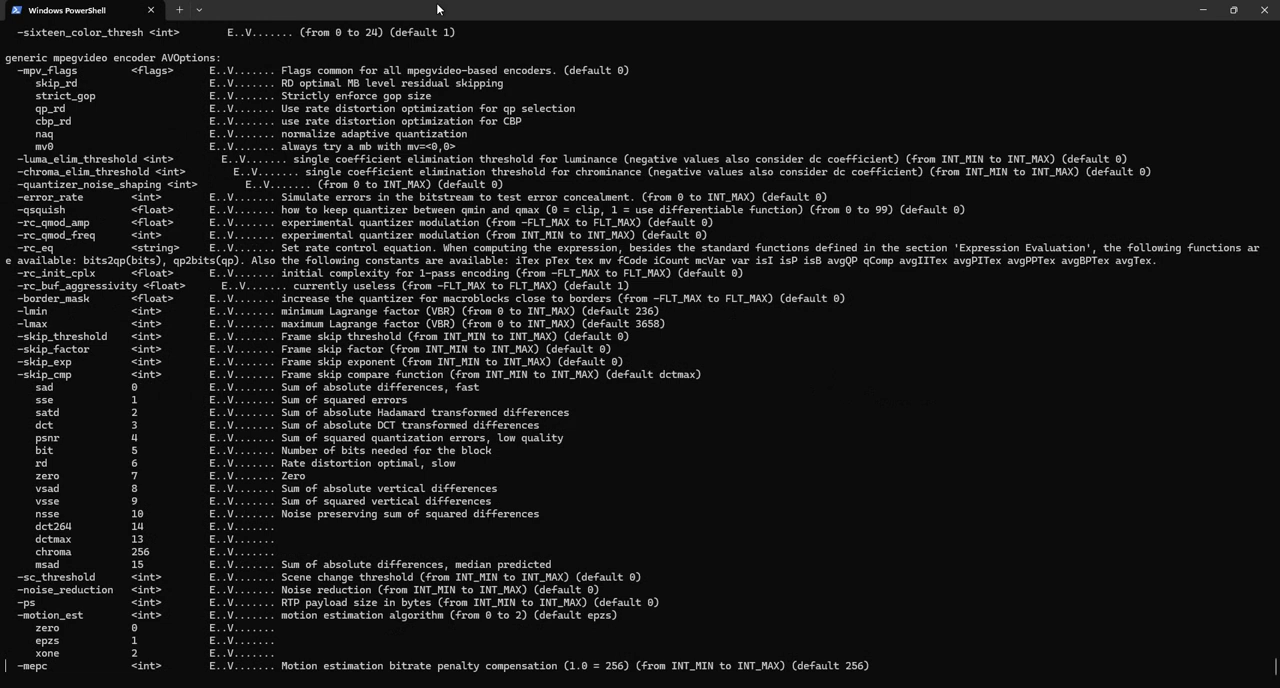 Windows PowerShell
-sixteen_color_thresh <int> E..V....... (from 0 to 24) (default 1)
generic mpegvideo encoder AVOptions:
-mpv_flags <flags> E..V....... Flags common for all mpegvideo-based encoders. (default 0)
skip_rd E..V....... RD optimal MB level residual skipping
strict_gop E..V....... Strictly enforce gop size
qp_rd E..V....... Use rate distortion optimization for qp selection
cbp_rd E..V....... use rate distortion optimization for CBP
naq E..V....... normalize adaptive quantization
mv0 E..V....... always try a mb with mv=<0,0>
-luma_elim_threshold <int> E..V....... single coefficient elimination threshold for luminance (negative values also consider dc coefficient) (from INT_MIN to INT_MAX) (default 0)
-chroma_elim_threshold <int> E..V....... single coefficient elimination threshold for chrominance (negative values also consider dc coefficient) (from INT_MIN to INT_MAX) (default 0)
-quantizer_noise_shaping <int> E..V....... (from 0 to INT_MAX) (default 0)
-error_rate <int> E..V....... Simulate errors in the bitstream to test error concealment. (from 0 to INT_MAX) (default 0)
-qsquish <float> E..V....... how to keep quantizer between qmin and qmax (0 = clip, 1 = use differentiable function) (from 0 to 99) (default 0)
-rc_qmod_amp <float> E..V....... experimental quantizer modulation (from -FLT_MAX to FLT_MAX) (default 0)
-rc_qmod_freq <int> E..V....... experimental quantizer modulation (from INT_MIN to INT_MAX) (default 0)
-rc_eq <string> E..V....... Set rate control equation. When computing the expression, besides the standard functions defined in the section 'Expression Evaluation', the following functions ar
e available: bits2qp(bits), qp2bits(qp). Also the following constants are available: iTex pTex tex mv fCode iCount mcVar var isI isP isB avgQP qComp avgIITex avgPITex avgPPTex avgBPTex avgTex.
-rc_init_cplx <float> E..V....... initial complexity for 1-pass encoding (from -FLT_MAX to FLT_MAX) (default 0)
-rc_buf_aggressivity <float> E..V....... currently useless (from -FLT_MAX to FLT_MAX) (default 1)
-border_mask <float> E..V....... increase the quantizer for macroblocks close to borders (from -FLT_MAX to FLT_MAX) (default 0)
-lmin <int> E..V....... minimum Lagrange factor (VBR) (from 0 to INT_MAX) (default 236)
-lmax <int> E..V....... maximum Lagrange factor (VBR) (from 0 to INT_MAX) (default 3658)
-skip_threshold <int> E..V....... Frame skip threshold (from INT_MIN to INT_MAX) (default 0)
-skip_factor <int> E..V....... Frame skip factor (from INT_MIN to INT_MAX) (default 0)
-skip_exp <int> E..V....... Frame skip exponent (from INT_MIN to INT_MAX) (default 0)
-skip_cmp <int> E..V....... Frame skip compare function (from INT_MIN to INT_MAX) (default dctmax)
sad 0 E..V....... Sum of absolute differences, fast
sse 1 E..V....... Sum of squared errors
satd 2 E..V....... Sum of absolute Hadamard transformed differences
dct 3 E..V....... Sum of absolute DCT transformed differences
psnr 4 E..V....... Sum of squared quantization errors, low quality
bit 5 E..V....... Number of bits needed for the block
rd 6 E..V....... Rate distortion optimal, slow
zero 7 E..V....... Zero
vsad 8 E..V....... Sum of absolute vertical differences
vsse 9 E..V....... Sum of squared vertical differences
nsse 10 E..V....... Noise preserving sum of squared differences
dct264 14 E..V.......
dctmax 13 E..V.......
chroma 256 E..V.......
msad 15 E..V....... Sum of absolute differences, median predicted
-sc_threshold <int> E..V....... Scene change threshold (from INT_MIN to INT_MAX) (default 0)
-noise_reduction <int> E..V....... Noise reduction (from INT_MIN to INT_MAX) (default 0)
-ps <int> E..V....... RTP payload size in bytes (from INT_MIN to INT_MAX) (default 0)
-motion_est <int> E..V....... motion estimation algorithm (from 0 to 2) (default epzs)
zero 0 E..V.......
epzs 1 E..V.......
xone 2 E..V.......
-mepc <int> E..V....... Motion estimation bitrate penalty compensation (1.0 = 256) (from INT_MIN to INT_MAX) (default 256)